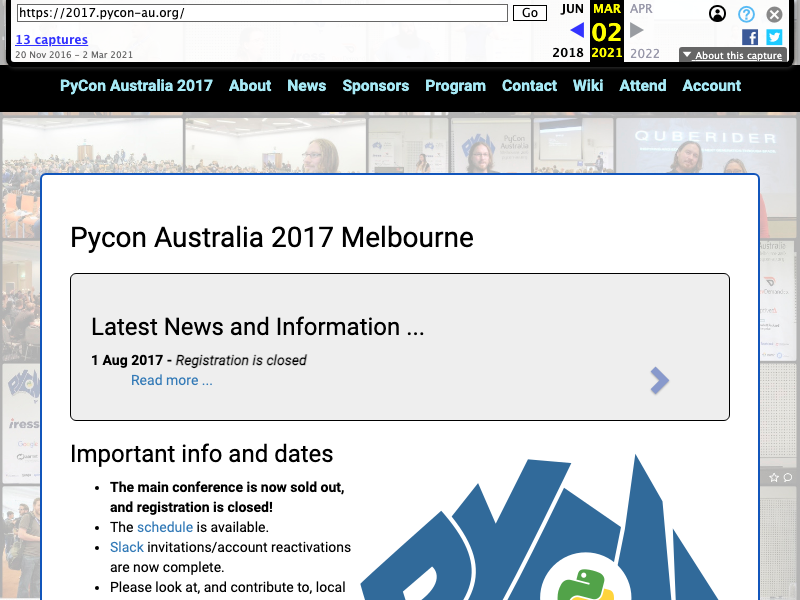 https://2017.pycon-au.org/
Go
JUN MAR APR
13 captures
02
20 Nov 2016 – 2 Mar 2021
2018 2021 2022
About this capture
PyCon Australia 2017 About News Sponsors Program Contact Wiki Attend Account
PyCon
Australia
QUBERIDER
Pycon Australia 2017 Melbourne
Latest News and Information ...
1 Aug 2017 - Registration is closed
Read more ...
Important info and dates
The main conference is now sold out,
and registration is closed!
The schedule is available.
Slack invitations/account reactivations
are now complete.
Please look at, and contribute to, local